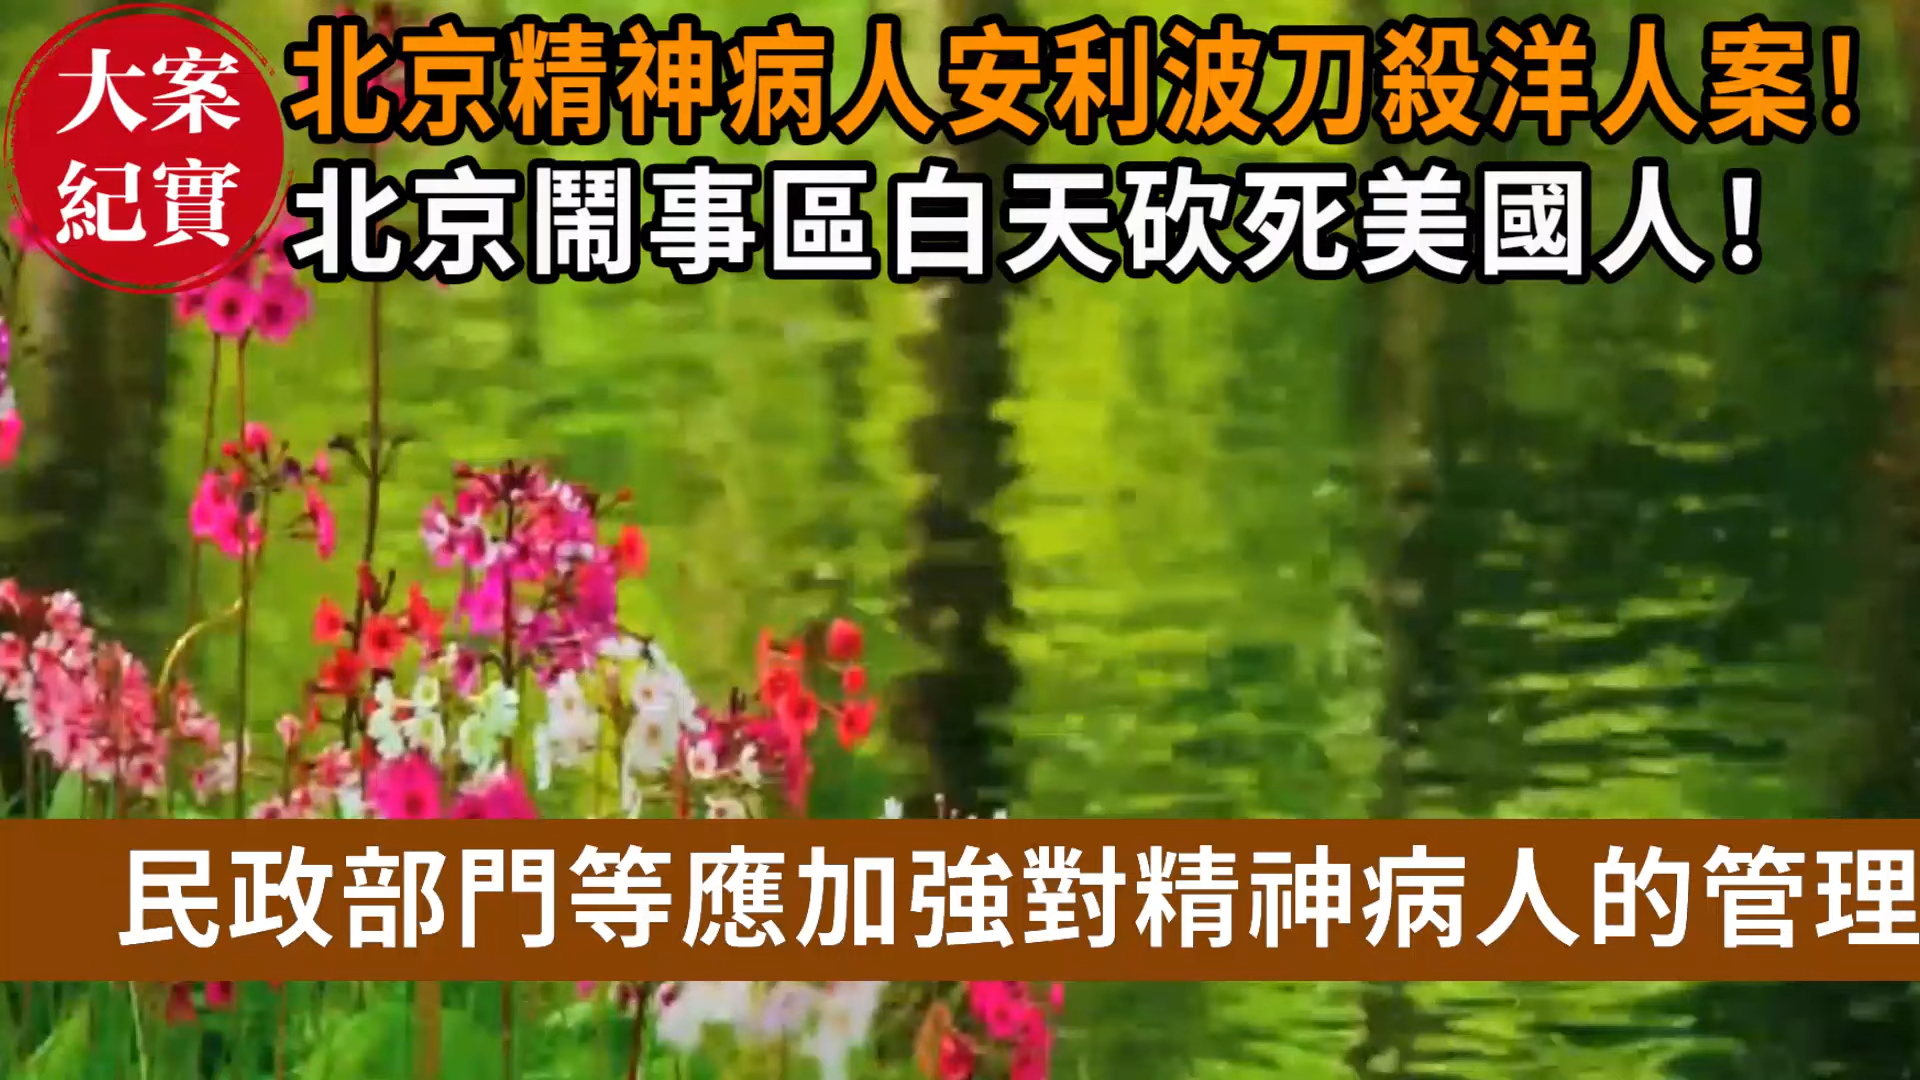 大案
紀實
北京精神病人安利波刀殺洋人案！
北京鬧事區白天砍死美國人！
民政部門等應加強對精神病人的管理